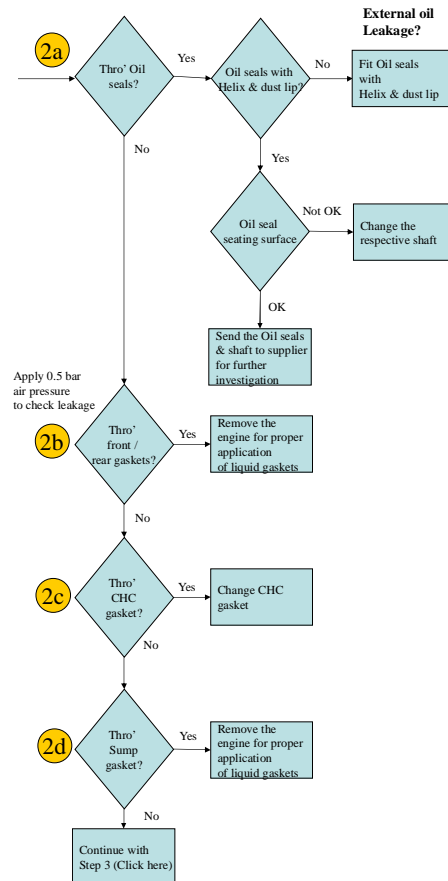 External oil
Leakage?
2a
Thro' Oil
seals?
Yes
Oil seals with
Helix & dust lip?
No
Fit Oil seals
with
Helix & dust lip
No
Yes
Oil seal
seating surface
Not OK
Change the
respective shaft
OK
Send the Oil seals
& shaft to supplier
for further
investigation
Apply 0.5 bar
air pressure
to check leakage
2b
Thro'
front /
rear gaskets?
Yes
Remove the
engine for proper
application
of liquid gaskets
No
2c
Thro'
CHC
gasket?
Yes
Change CHC
gasket
No
2d
Thro'
Sump
gasket?
Yes
Remove the
engine for proper
application
of liquid gaskets
No
Continue with
Step 3 (Click here)